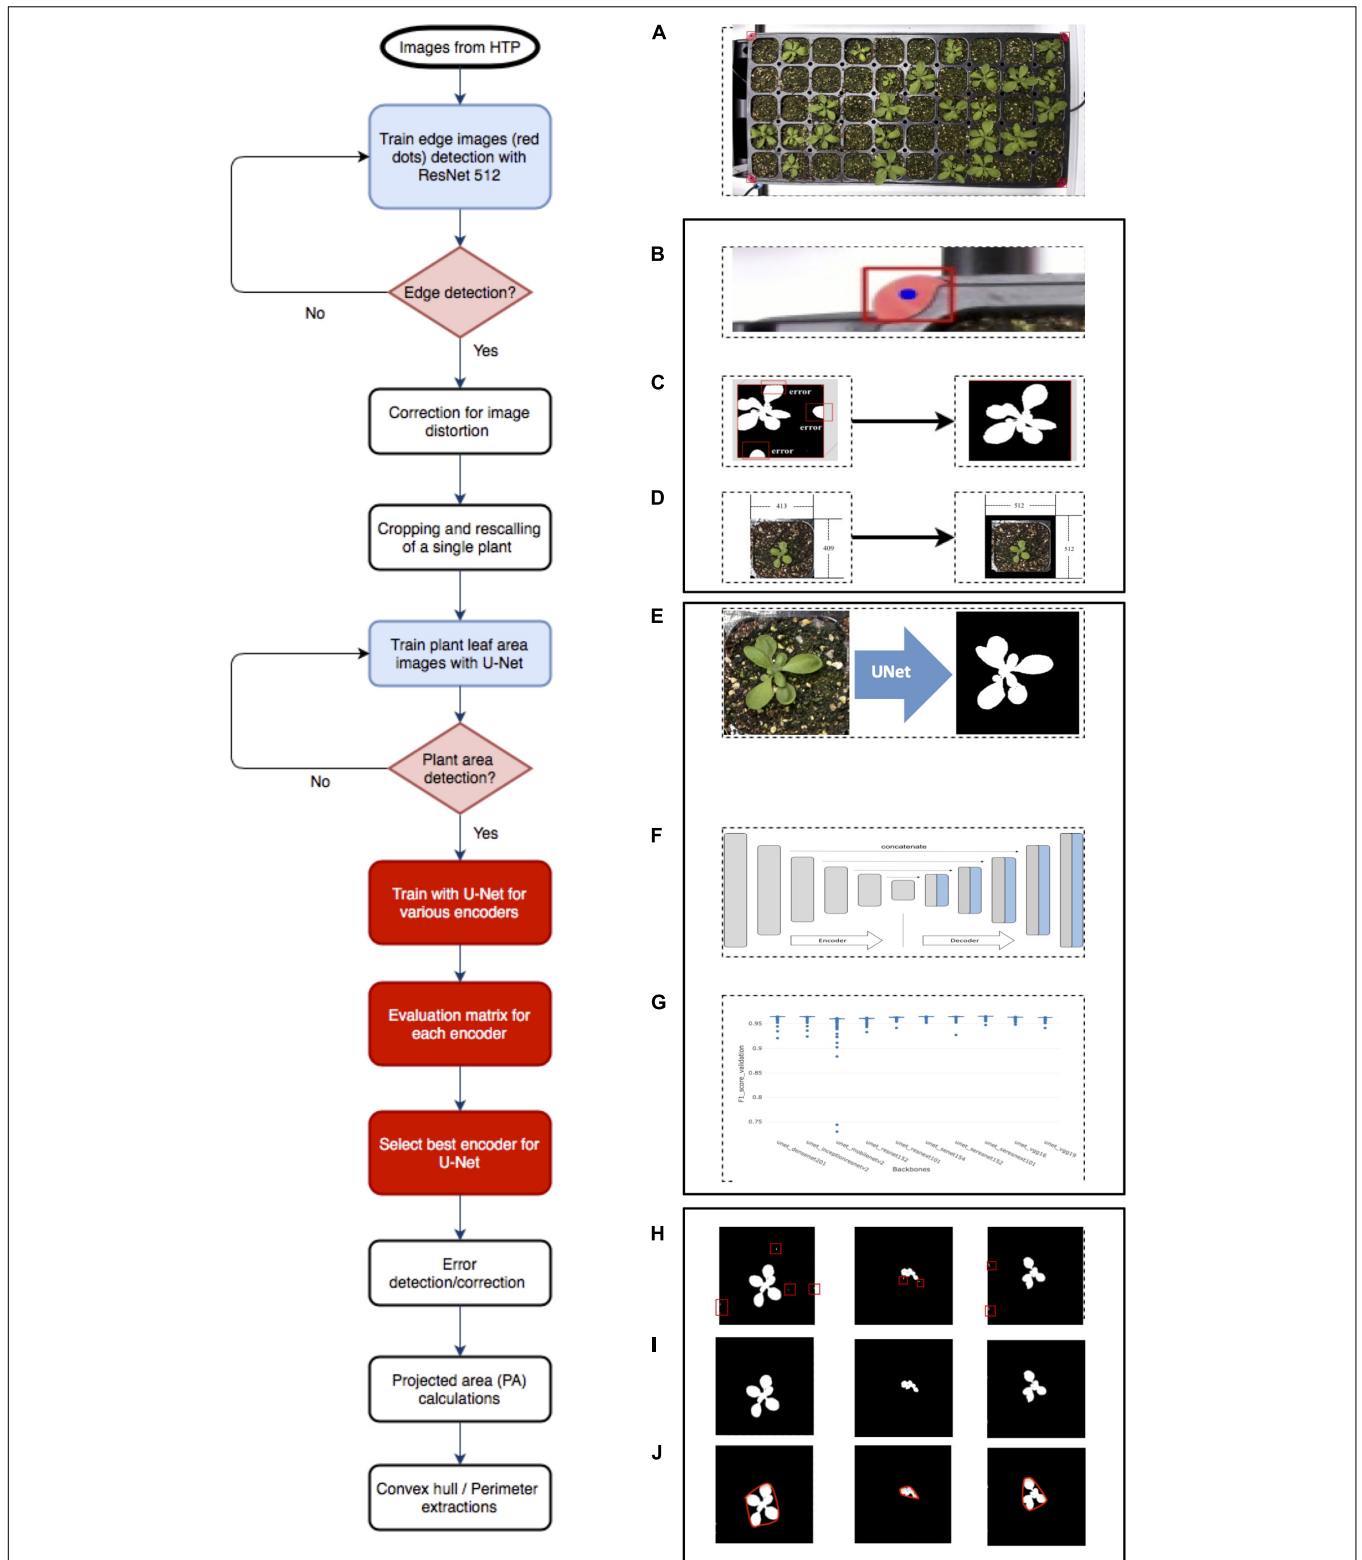 Images from HTP
Train edge images (red
dots) detection with
ResNet 512
Edge detection?
No
Yes
Correction for image
distortion
Cropping and rescalling
of a single plant
Train plant leaf area
images with U-Net
Plant area
detection?
No
Yes
Train with U-Net for
various encoders
Evaluation matrix for
each encoder
Select best encoder for
U-Net
Error
detection/correction
Projected area (PA)
calculations
Convex hull / Perimeter
extractions
A
B
C
error
error
error
D
413
409
512
512
E
UNet
F
concatenate
Encoder
Decoder
G
F1_score_validation
0.95
0.9
0.85
0.8
0.75
unet_densenet201
unet_inceptionresnetv2
unet_mobilenetv2
unet_resnet152
unet_resnext101
unet_senet154
unet_seresnet152
unet_seresnext101
unet_vgg16
unet_vgg19
Backbones
H
I
J